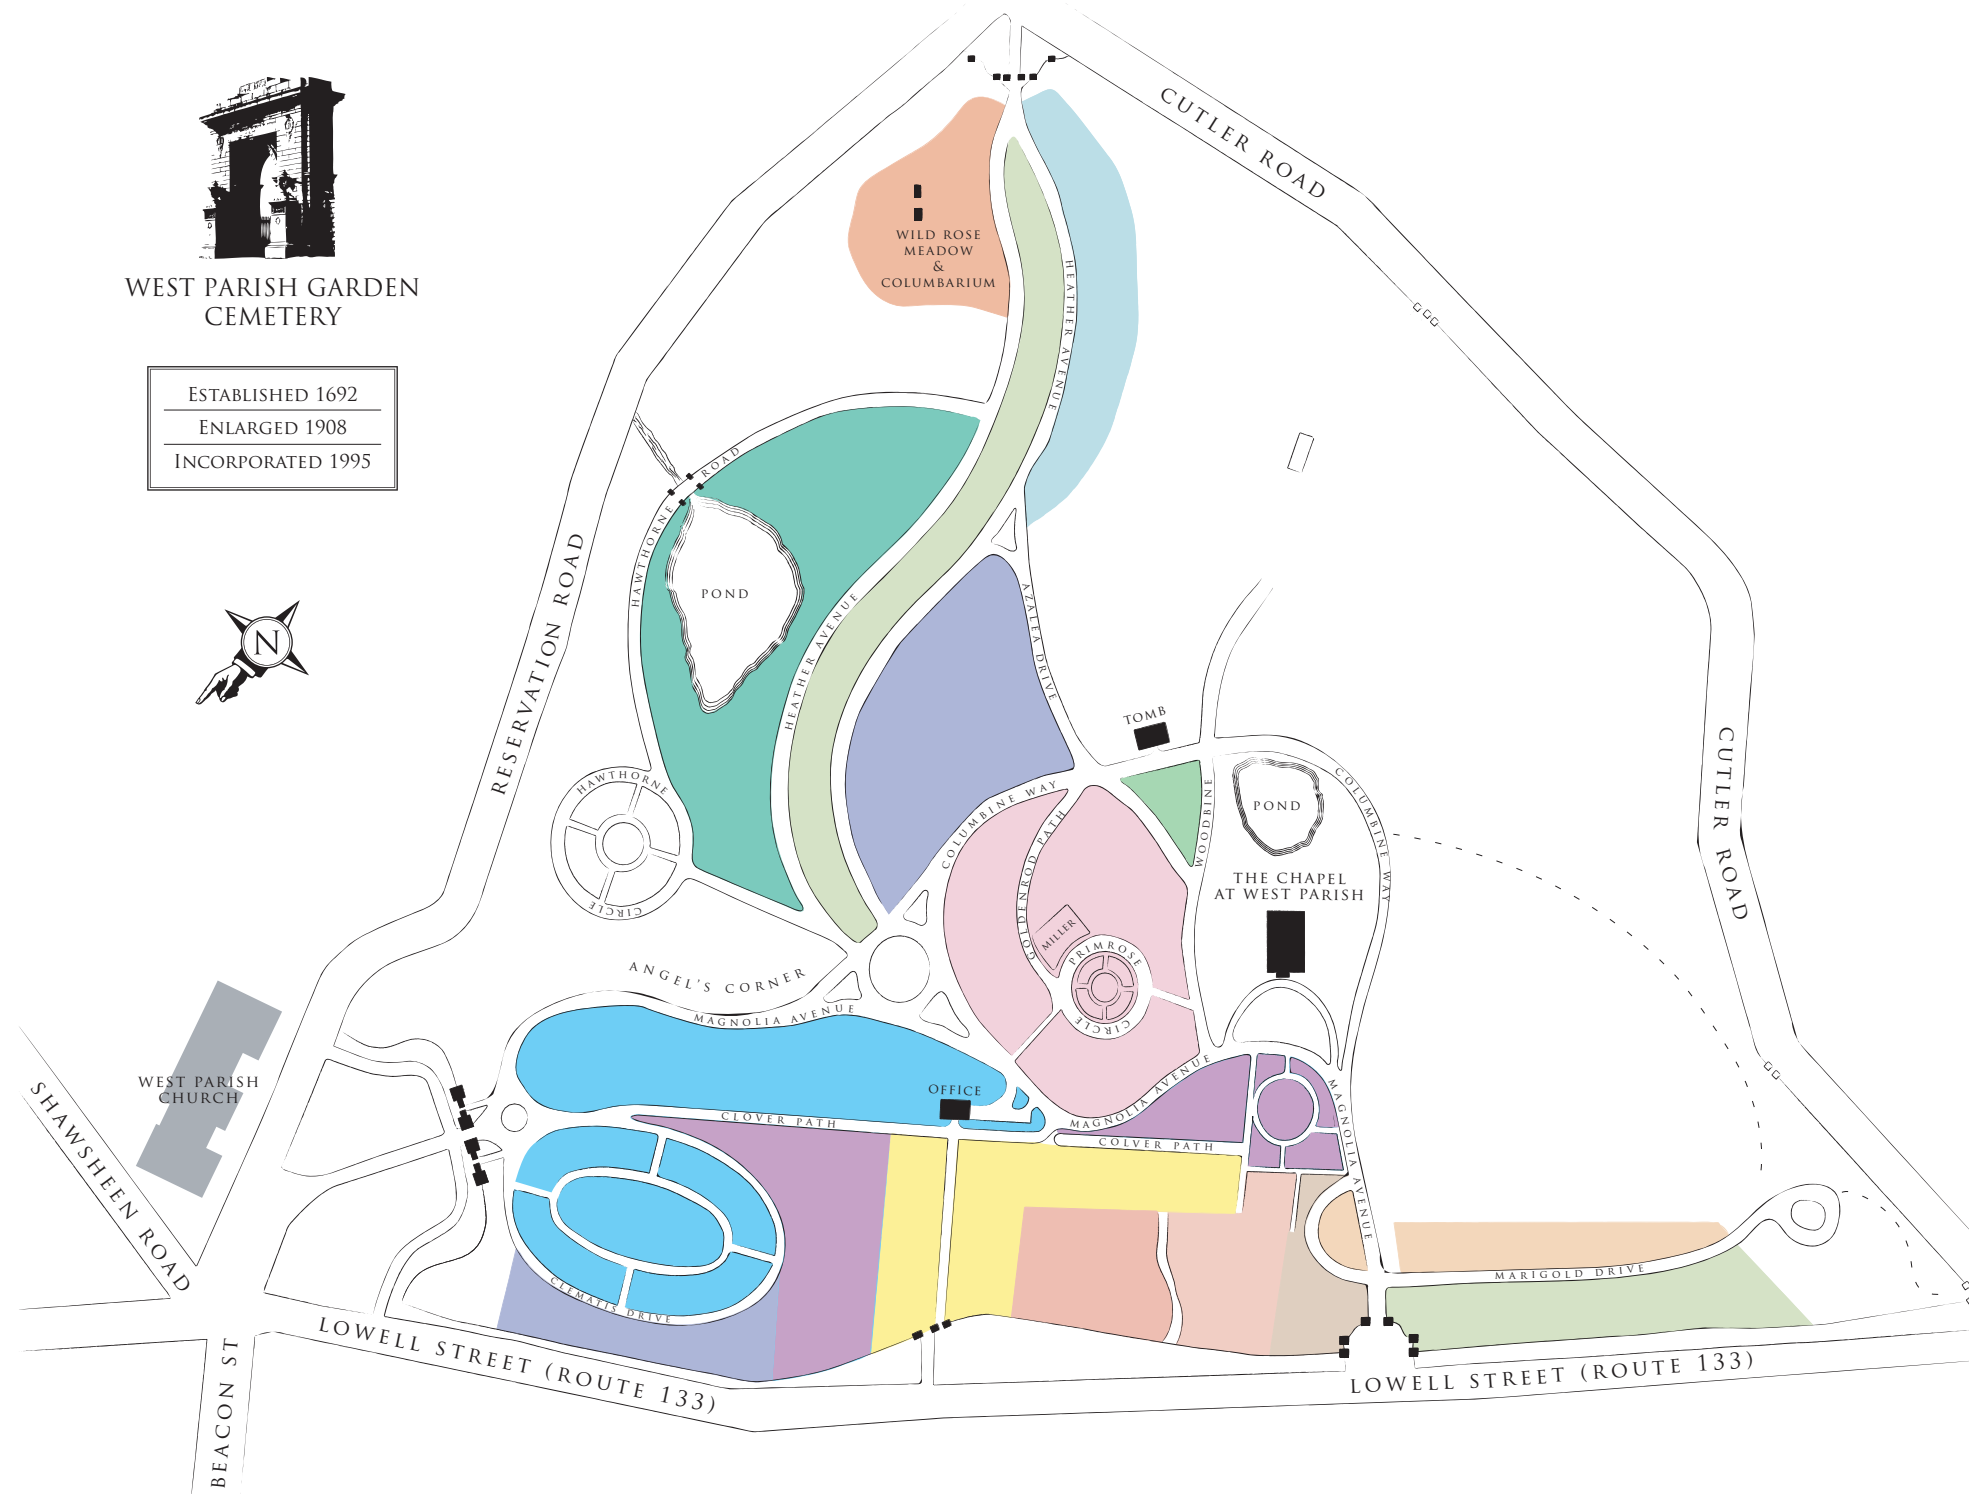 WEST PARISH GARDEN
CEMETERY
ESTABLISHED 1692
ENLARGED 1908
INCORPORATED 1995
N
CUTLER ROAD
WILD ROSE
MEADOW
&
COLUMBARIUM
HEATHER AVENUE
HAWTHORNE ROAD
POND
HEATHER AVENUE
AZALEA DRIVE
RESERVATION ROAD
TOMB
CUTLER ROAD
HAWTHORNE
CIRCLE
COLUMBINE WAY
GOLDENROD PATH
WOODBINE
POND
COLUMBINE WAY
THE CHAPEL
AT WEST PARISH
MILLER
PRIMROSE
CIRCLE
ANGEL'S CORNER
MAGNOLIA AVENUE
WEST PARISH
CHURCH
OFFICE
CLOVER PATH
MAGNOLIA AVENUE
COLVER PATH
MAGNOLIA AVENUE
SHAWSHEEN ROAD
CLEMATIS DRIVE
MARIGOLD DRIVE
LOWELL STREET (ROUTE 133)
LOWELL STREET (ROUTE 133)
BEACON ST